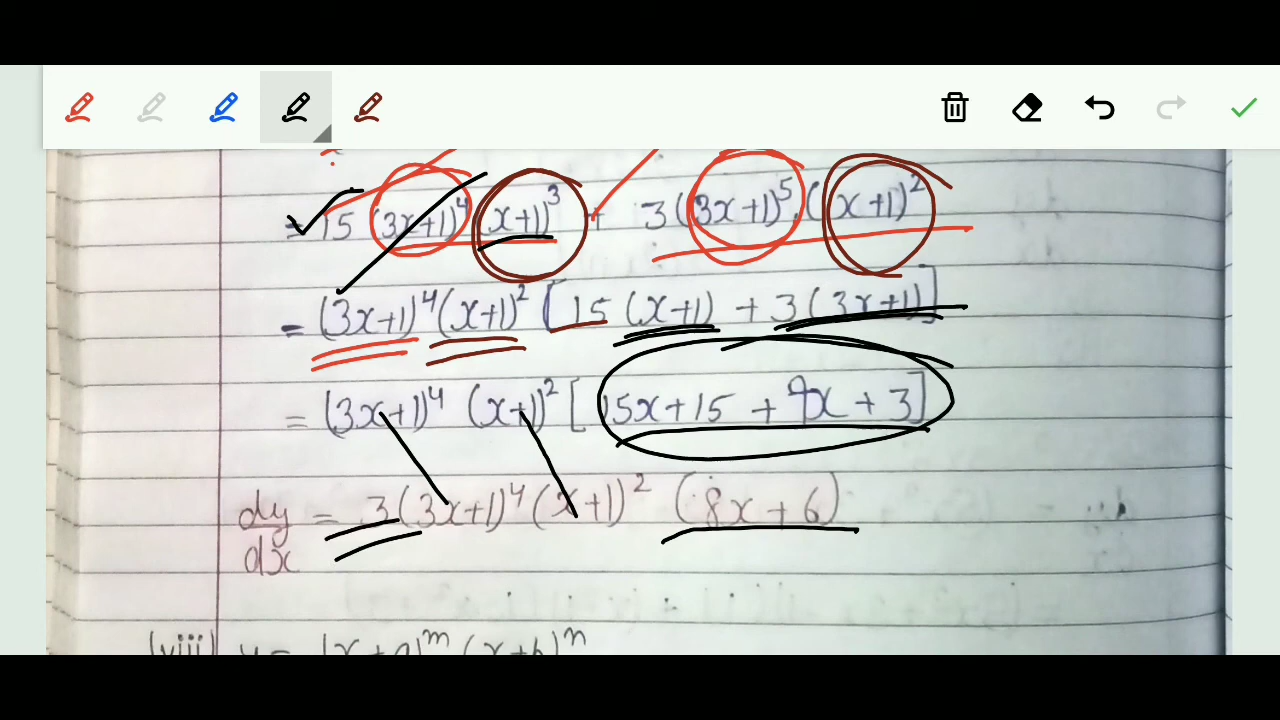 = 15 (3x+1)⁴ (x+1)³ + 3(3x+1)⁵.(x+1)²
= (3x+1)⁴(x+1)² [15 (x+1) + 3(3x+1)]
= (3x+1)⁴ (x+1)² [15x+15 + 9x + 3]
dy/dx = 3(3x+1)⁴(x+1)² (8x+6)
(viii) y = (x+a)ᵐ (x+b)ⁿ